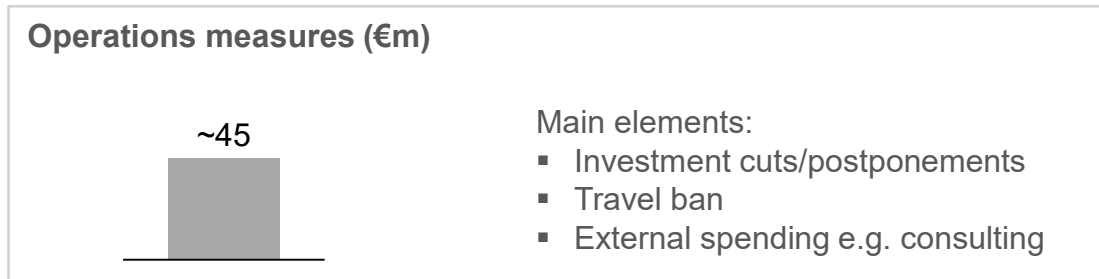 Operations measures (€m)
~45
Main elements:
▪ Investment cuts/postponements
▪ Travel ban
▪ External spending e.g. consulting